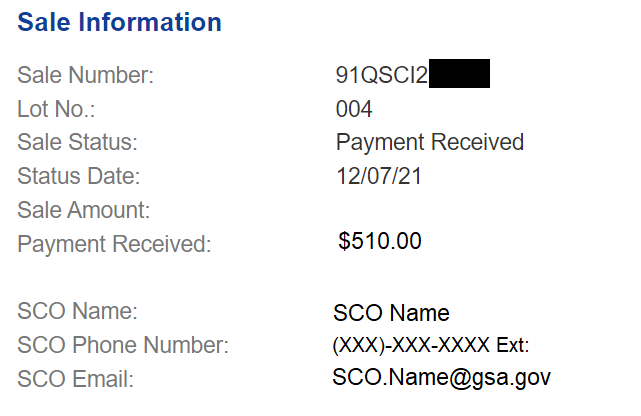 Sale Information
Sale Number: 91QSCI2
Lot No.: 004
Sale Status: Payment Received
Status Date: 12/07/21
Sale Amount:
Payment Received: $510.00
SCO Name: SCO Name
SCO Phone Number: (XXX)-XXX-XXXX Ext:
SCO Email: SCO.Name@gsa.gov